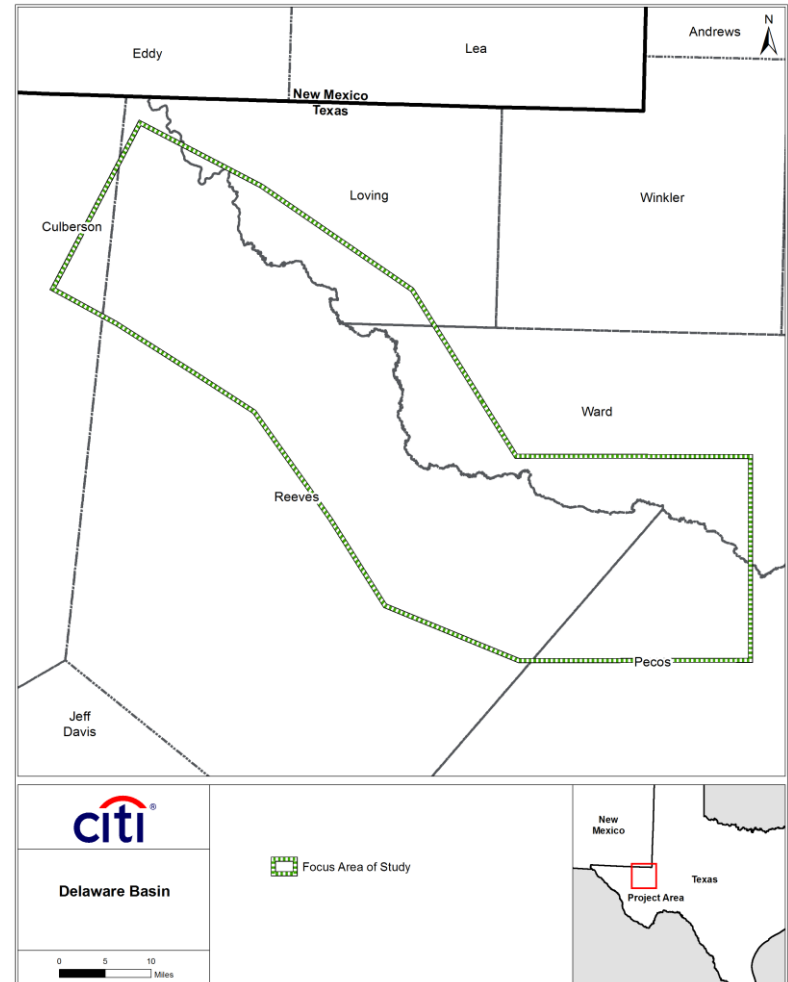 Andrews
N
Eddy
Lea
New Mexico
Texas
Loving
Winkler
Culberson
Ward
Reeves
Pecos
Jeff
Davis
citi®
Delaware Basin
0 5 10
Miles
Focus Area of Study
New
Mexico
Texas
Project Area